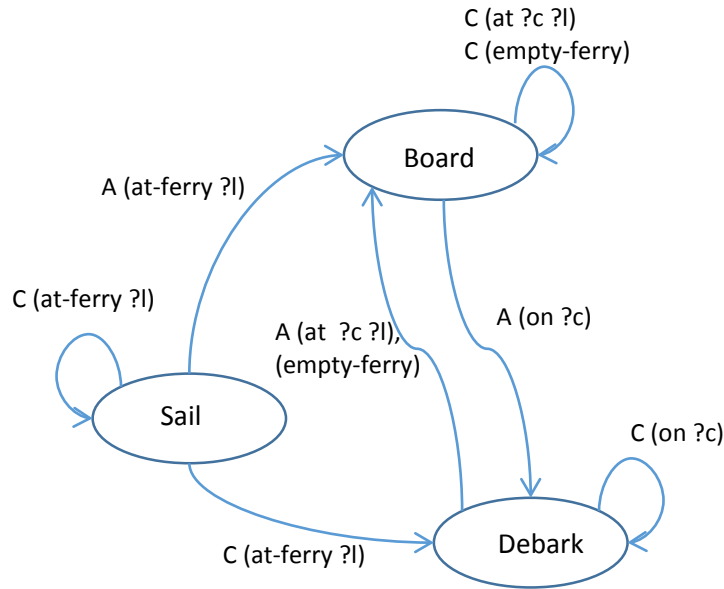 C (at ?c ?l)
C (empty-ferry)
Board
A (at-ferry ?l)
C (at-ferry ?l)
A (at ?c ?l),
(empty-ferry)
A (on ?c)
Sail
C (on ?c)
Debark
C (at-ferry ?l)